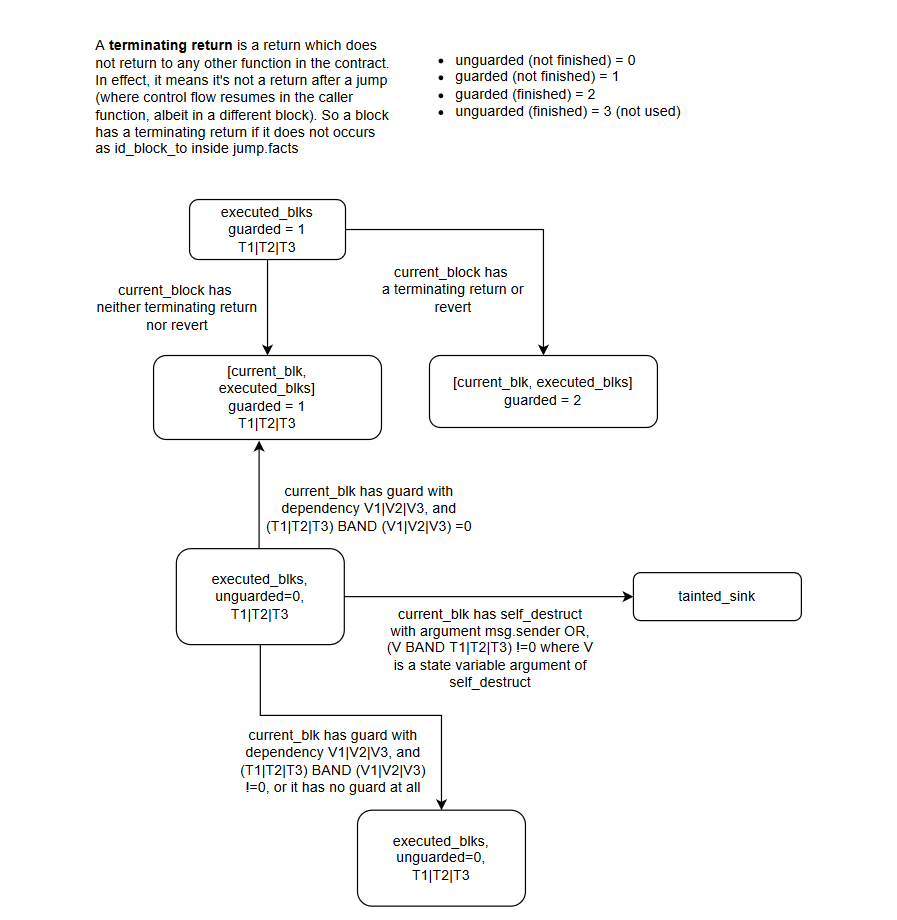 A terminating return is a return which does
not return to any other function in the contract.
In effect, it means it's not a return after a jump
(where control flow resumes in the caller
function, albeit in a different block). So a block
has a terminating return if it does not occurs
as id_block_to inside jump.facts
• unguarded (not finished) = 0
• guarded (not finished) = 1
• guarded (finished) = 2
• unguarded (finished) = 3 (not used)
executed_blks
guarded = 1
T1|T2|T3
current_block has
neither terminating return
nor revert
current_block has
a terminating return or
revert
[current_blk,
executed_blks]
guarded = 1
T1|T2|T3
[current_blk, executed_blks]
guarded = 2
current_blk has guard with
dependency V1|V2|V3, and
(T1|T2|T3) BAND (V1|V2|V3) =0
executed_blks,
unguarded=0,
T1|T2|T3
tainted_sink
current_blk has self_destruct
with argument msg.sender OR,
(V BAND T1|T2|T3) !=0 where V
is a state variable argument of
self_destruct
current_blk has guard with
dependency V1|V2|V3, and
(T1|T2|T3) BAND (V1|V2|V3)
!=0, or it has no guard at all
executed_blks,
unguarded=0,
T1|T2|T3